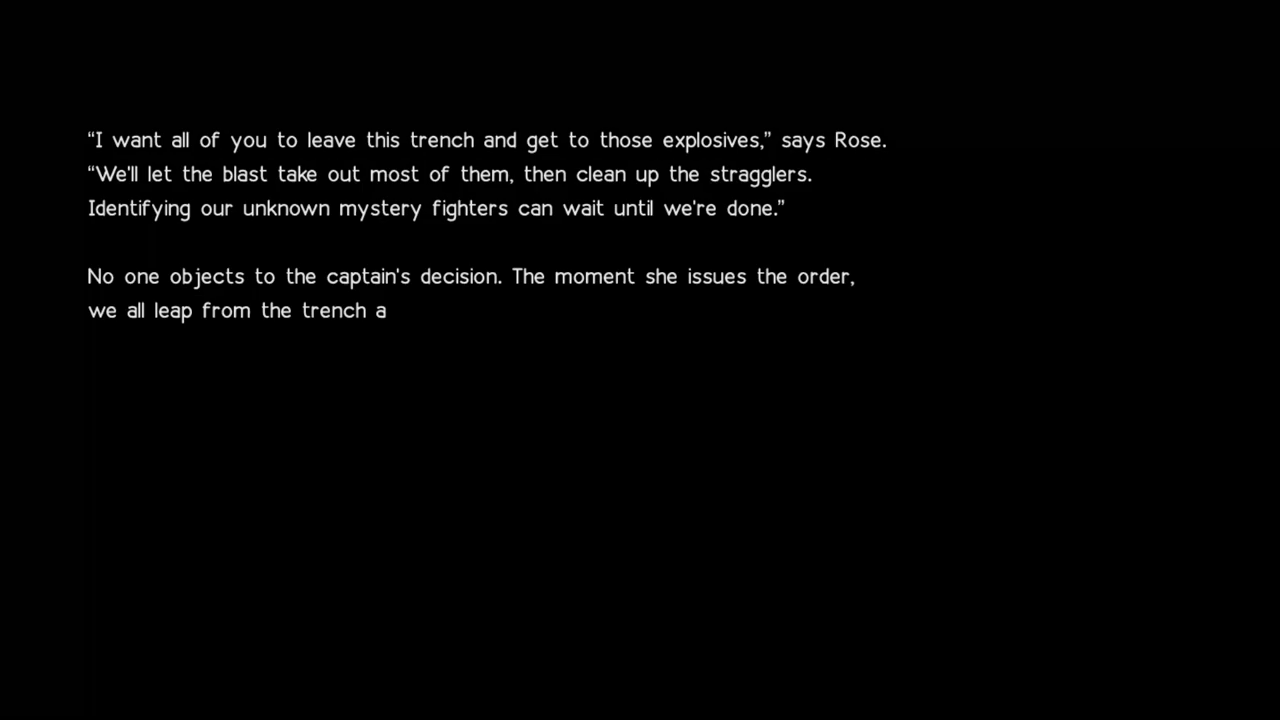 “I want all of you to leave this trench and get to those explosives,” says Rose.
“We'll let the blast take out most of them, then clean up the stragglers.
Identifying our unknown mystery fighters can wait until we're done.”
No one objects to the captain's decision. The moment she issues the order,
we all leap from the trench a